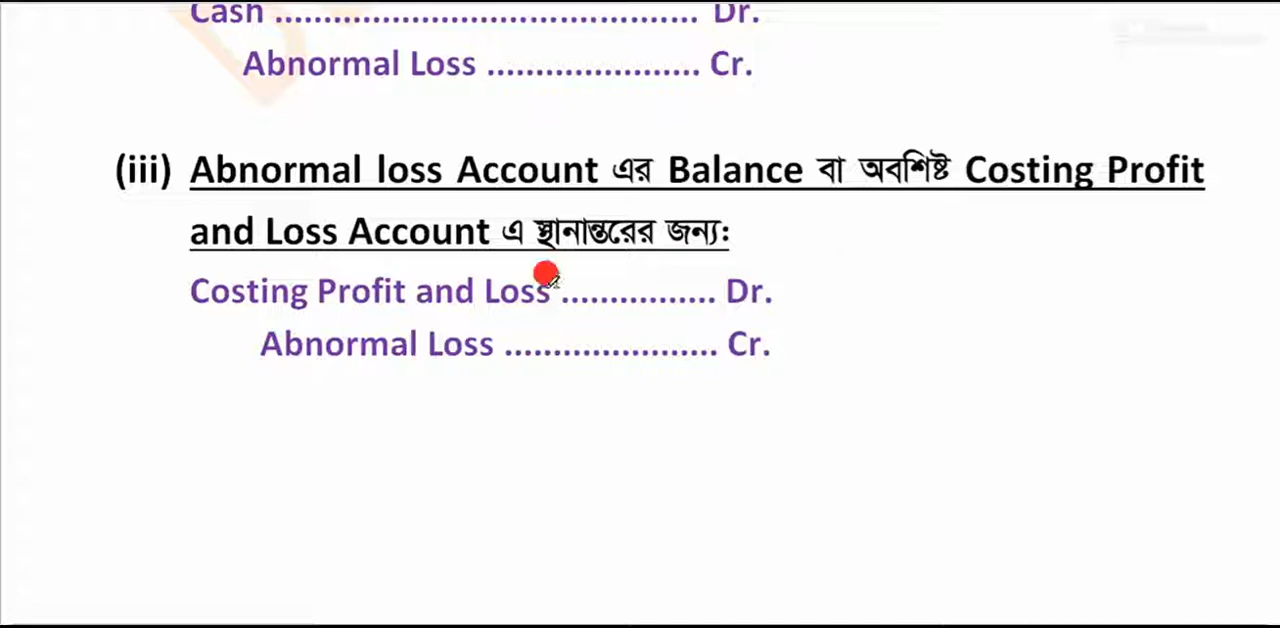 Cash ............................................ Dr.
Abnormal Loss ...................... Cr.
(iii) Abnormal loss Account এর Balance বা অবশিষ্ট Costing Profit
and Loss Account এ স্থানান্তরের জন্য:
Costing Profit and Loss ................ Dr.
Abnormal Loss ...................... Cr.